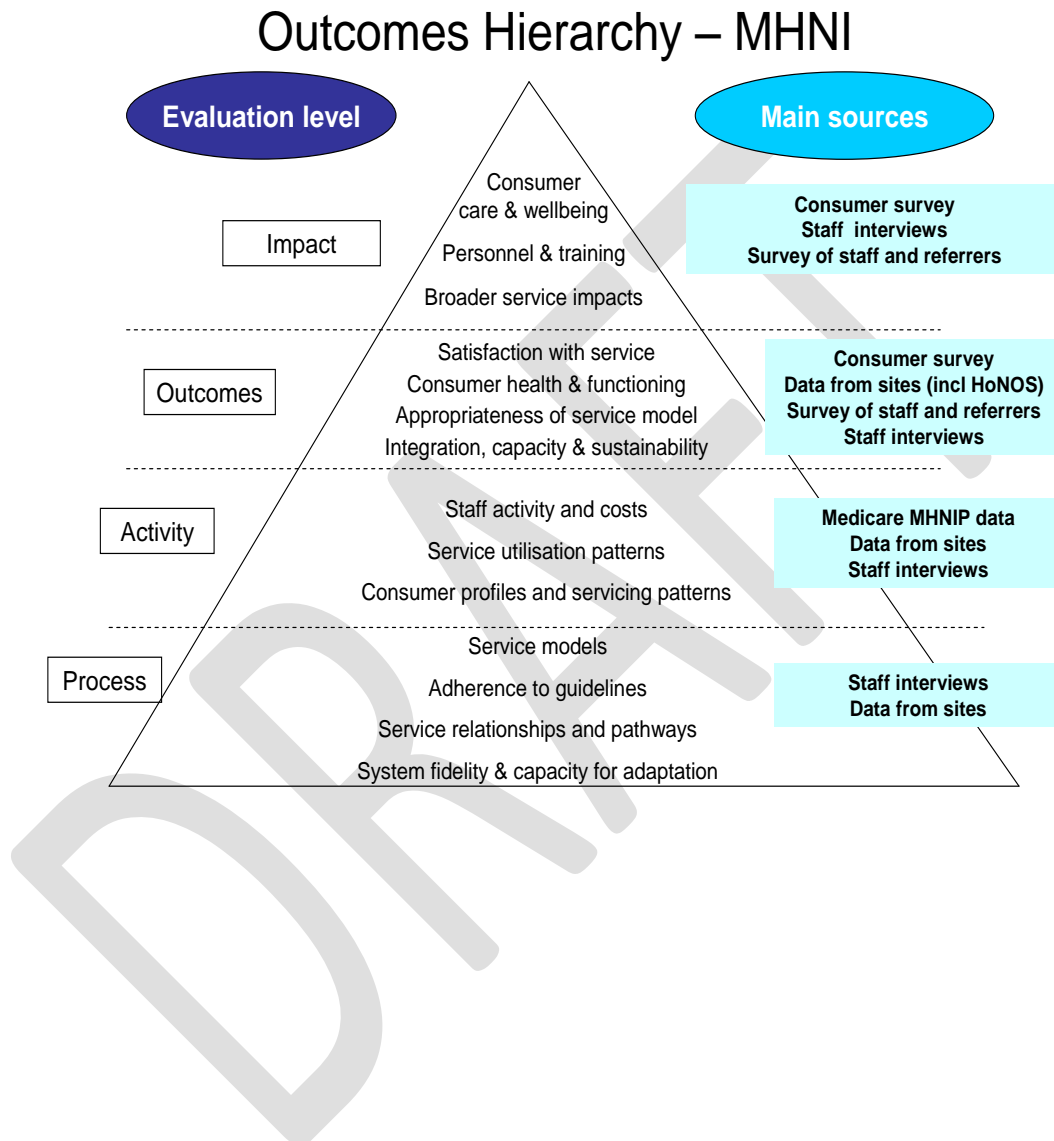 Outcomes Hierarchy – MHNI
Evaluation level
Main sources
Impact
Consumer
care & wellbeing
Personnel & training
Broader service impacts
Consumer survey
Staff interviews
Survey of staff and referrers
Outcomes
Satisfaction with service
Consumer health & functioning
Appropriateness of service model
Integration, capacity & sustainability
Consumer survey
Data from sites (incl HoNOS)
Survey of staff and referrers
Staff interviews
Activity
Staff activity and costs
Service utilisation patterns
Consumer profiles and servicing patterns
Medicare MHNIP data
Data from sites
Staff interviews
Process
Service models
Adherence to guidelines
Service relationships and pathways
System fidelity & capacity for adaptation
Staff interviews
Data from sites
DRAFT